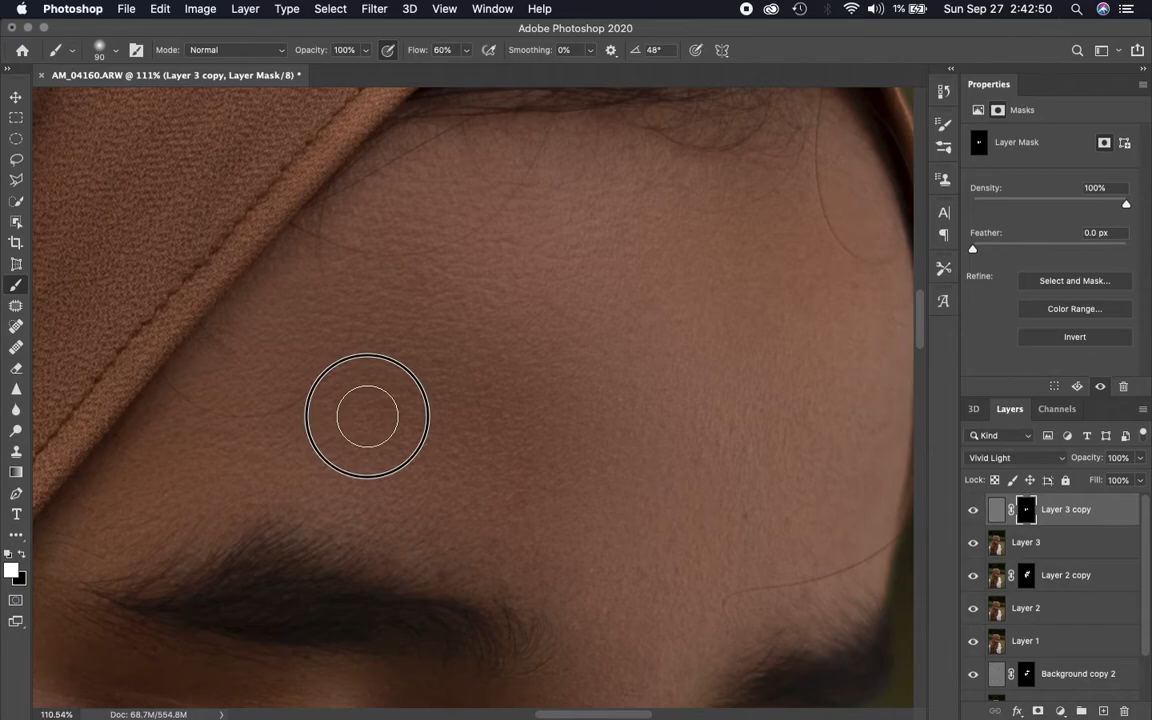 Photoshop File Edit Image Layer Type Select Filter 3D View Window Help 1% Sun Sep 27 2:42:50
Adobe Photoshop 2020
90 Mode: Normal Opacity: 100% Flow: 60% Smoothing: 0% 48°
AM_04160.ARW @ 111% (Layer 3 copy, Layer Mask/8) *
Properties
Masks
Layer Mask
Density: 100%
Feather: 0.0 px
Refine: Select and Mask...
Color Range...
Invert
3D Layers Channels
Kind
Vivid Light Opacity: 100%
Lock: Fill: 100%
Layer 3 copy
Layer 3
Layer 2 copy
Layer 2
Layer 1
Background copy 2
110.54% Doc: 68.7M/554.8M